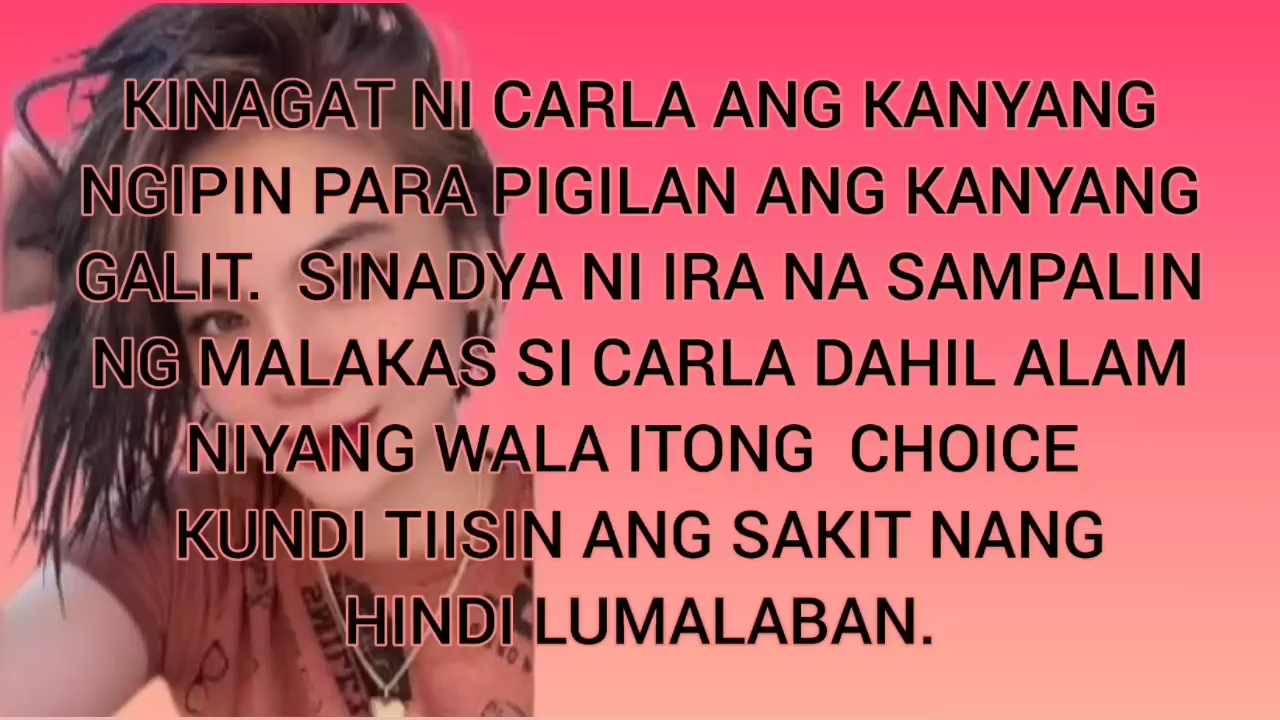 KINAGAT NI CARLA ANG KANYANG
NGIPIN PARA PIGILAN ANG KANYANG
GALIT.  SINADYA NI IRA NA SAMPALIN
NG MALAKAS SI CARLA DAHIL ALAM
NIYANG WALA ITONG  CHOICE
KUNDI TIISIN ANG SAKIT NANG
HINDI LUMALABAN.